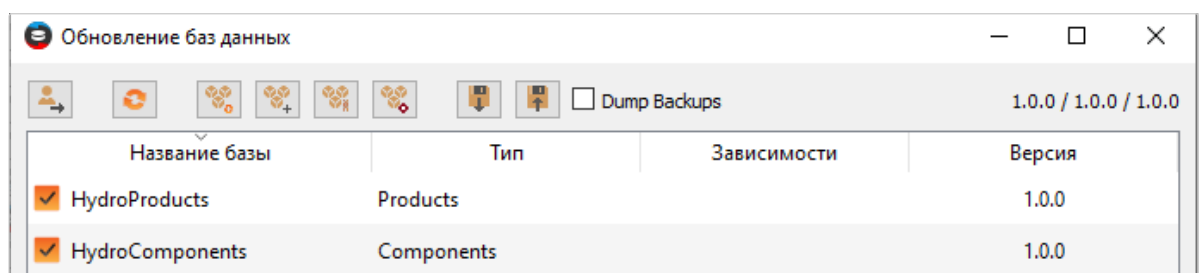 Обновление баз данных
Dump Backups 1.0.0 / 1.0.0 / 1.0.0
Название базы Тип Зависимости Версия
HydroProducts Products 1.0.0
HydroComponents Components 1.0.0